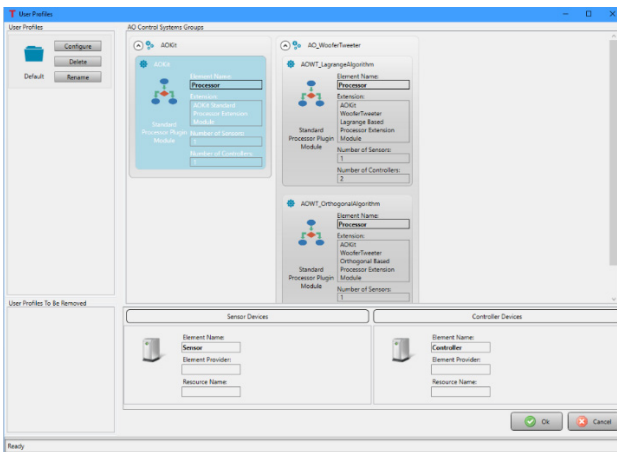 User Profiles
User Profiles
Configure
Delete
Default
Rename
User Profiles To Be Removed
AO Control Systems Groups
AOKit
AOKit
Element Name:
Processor
Extension:
AOKit Standard
Processor Extension
Module
Standard
Processor Plugin
Module
Number of Sensors:
1
Number of Controllers:
1
AO_WooferTweeter
AOWT_LagrangeAlgorithm
Element Name:
Processor
Extension:
AOKit
WooferTweeter
Lagrange Based
Processor Extension
Module
Standard
Processor Plugin
Module
Number of Sensors:
1
Number of Controllers:
2
AOWT_OrthogonalAlgorithm
Element Name:
Processor
Extension:
AOKit
WooferTweeter
Orthogonal Based
Processor Extension
Module
Standard
Processor Plugin
Module
Number of Sensors:
1
Sensor Devices
Element Name:
Sensor
Element Provider:
Resource Name:
Controller Devices
Element Name:
Controller
Element Provider:
Resource Name:
Ok
Cancel
Ready